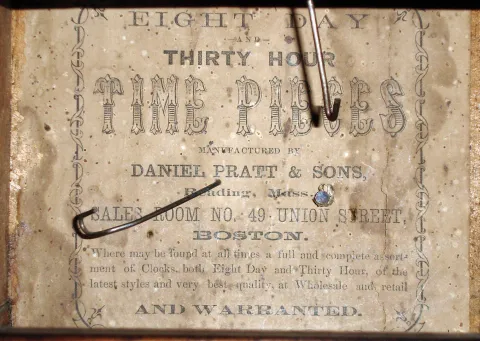 EIGHT DAY
AND
THIRTY HOUR
TIME PIECES
MANUFACTURED BY
DANIEL PRATT & SONS,
Reading, Mass.
SALES ROOM NO. 49 UNION STREET,
BOSTON.
Where may be found at all times a full and complete assort-
ment of Clocks, both Eight Day and Thirty Hour, of the
latest styles and very best quality, at Wholesale and retail
AND WARRANTED.